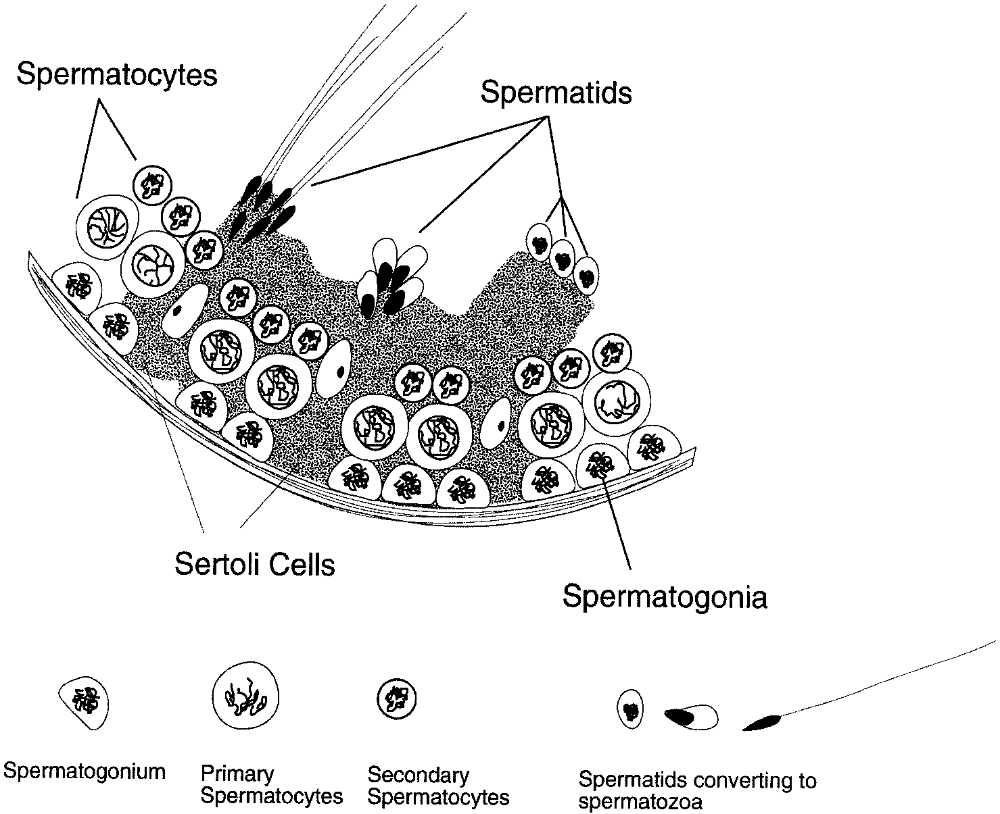 Spermatocytes
Spermatids
Sertoli Cells
Spermatogonia
Spermatogonium
Primary
Spermatocytes
Secondary
Spermatocytes
Spermatids converting to
spermatozoa